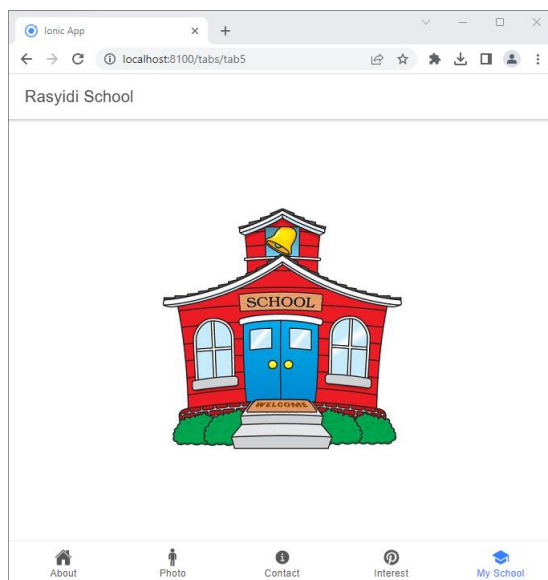 Ionic App
localhost:8100/tabs/tab5
Rasyidi School
SCHOOL
WELCOME
About
Photo
Contact
Interest
My School